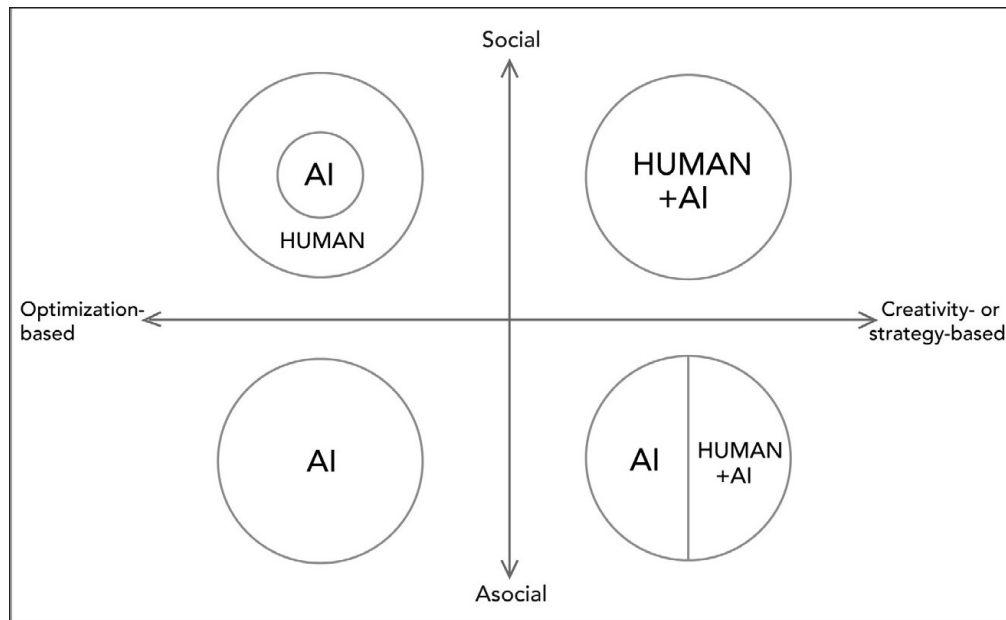 Social
AI
HUMAN
HUMAN
+AI
Optimization-
based
Creativity- or
strategy-based
AI
AI
HUMAN
+AI
Asocial